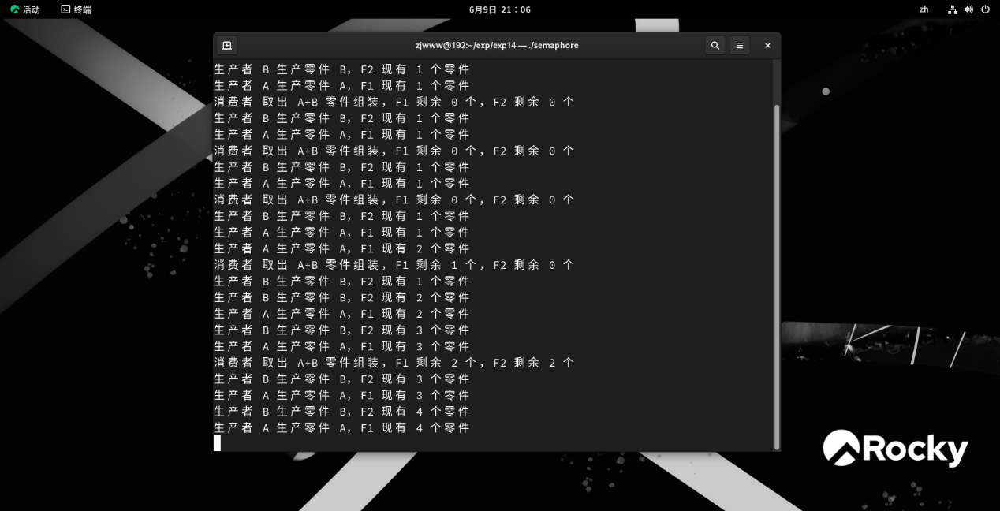 活动 终端 6月9日 21：06 zh
zjwww@192:~/exp/exp14 — ./semaphore
生产者 B 生产零件 B，F2 现有 1 个零件
生产者 A 生产零件 A，F1 现有 1 个零件
消费者 取出 A+B 零件组装，F1 剩余 0 个，F2 剩余 0 个
生产者 B 生产零件 B，F2 现有 1 个零件
生产者 A 生产零件 A，F1 现有 1 个零件
消费者 取出 A+B 零件组装，F1 剩余 0 个，F2 剩余 0 个
生产者 B 生产零件 B，F2 现有 1 个零件
生产者 A 生产零件 A，F1 现有 1 个零件
消费者 取出 A+B 零件组装，F1 剩余 0 个，F2 剩余 0 个
生产者 B 生产零件 B，F2 现有 1 个零件
生产者 A 生产零件 A，F1 现有 1 个零件
生产者 A 生产零件 A，F1 现有 2 个零件
消费者 取出 A+B 零件组装，F1 剩余 1 个，F2 剩余 0 个
生产者 B 生产零件 B，F2 现有 1 个零件
生产者 B 生产零件 B，F2 现有 2 个零件
生产者 A 生产零件 A，F1 现有 2 个零件
生产者 B 生产零件 B，F2 现有 3 个零件
生产者 A 生产零件 A，F1 现有 3 个零件
消费者 取出 A+B 零件组装，F1 剩余 2 个，F2 剩余 2 个
生产者 B 生产零件 B，F2 现有 3 个零件
生产者 A 生产零件 A，F1 现有 3 个零件
生产者 B 生产零件 B，F2 现有 4 个零件
生产者 A 生产零件 A，F1 现有 4 个零件
Rocky